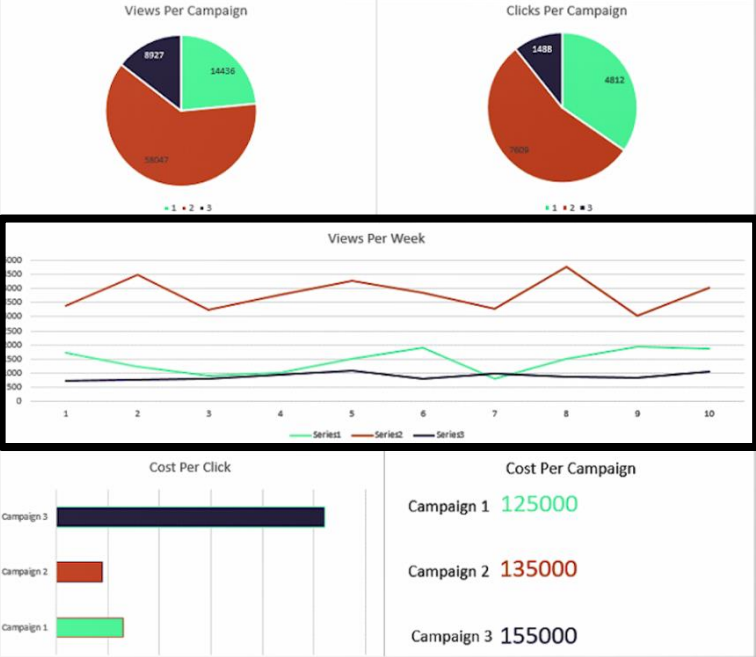 Views Per Campaign
8927
14436
38047
1 2 3
Clicks Per Campaign
1488
4812
7609
1 2 3
Views Per Week
500
0
1 2 3 4 5 6 7 8 9 10
Series1 Series2 Series3
Cost Per Click
Campaign 3
Campaign 2
Campaign 1
Cost Per Campaign
Campaign 1 125000
Campaign 2 135000
Campaign 3 155000